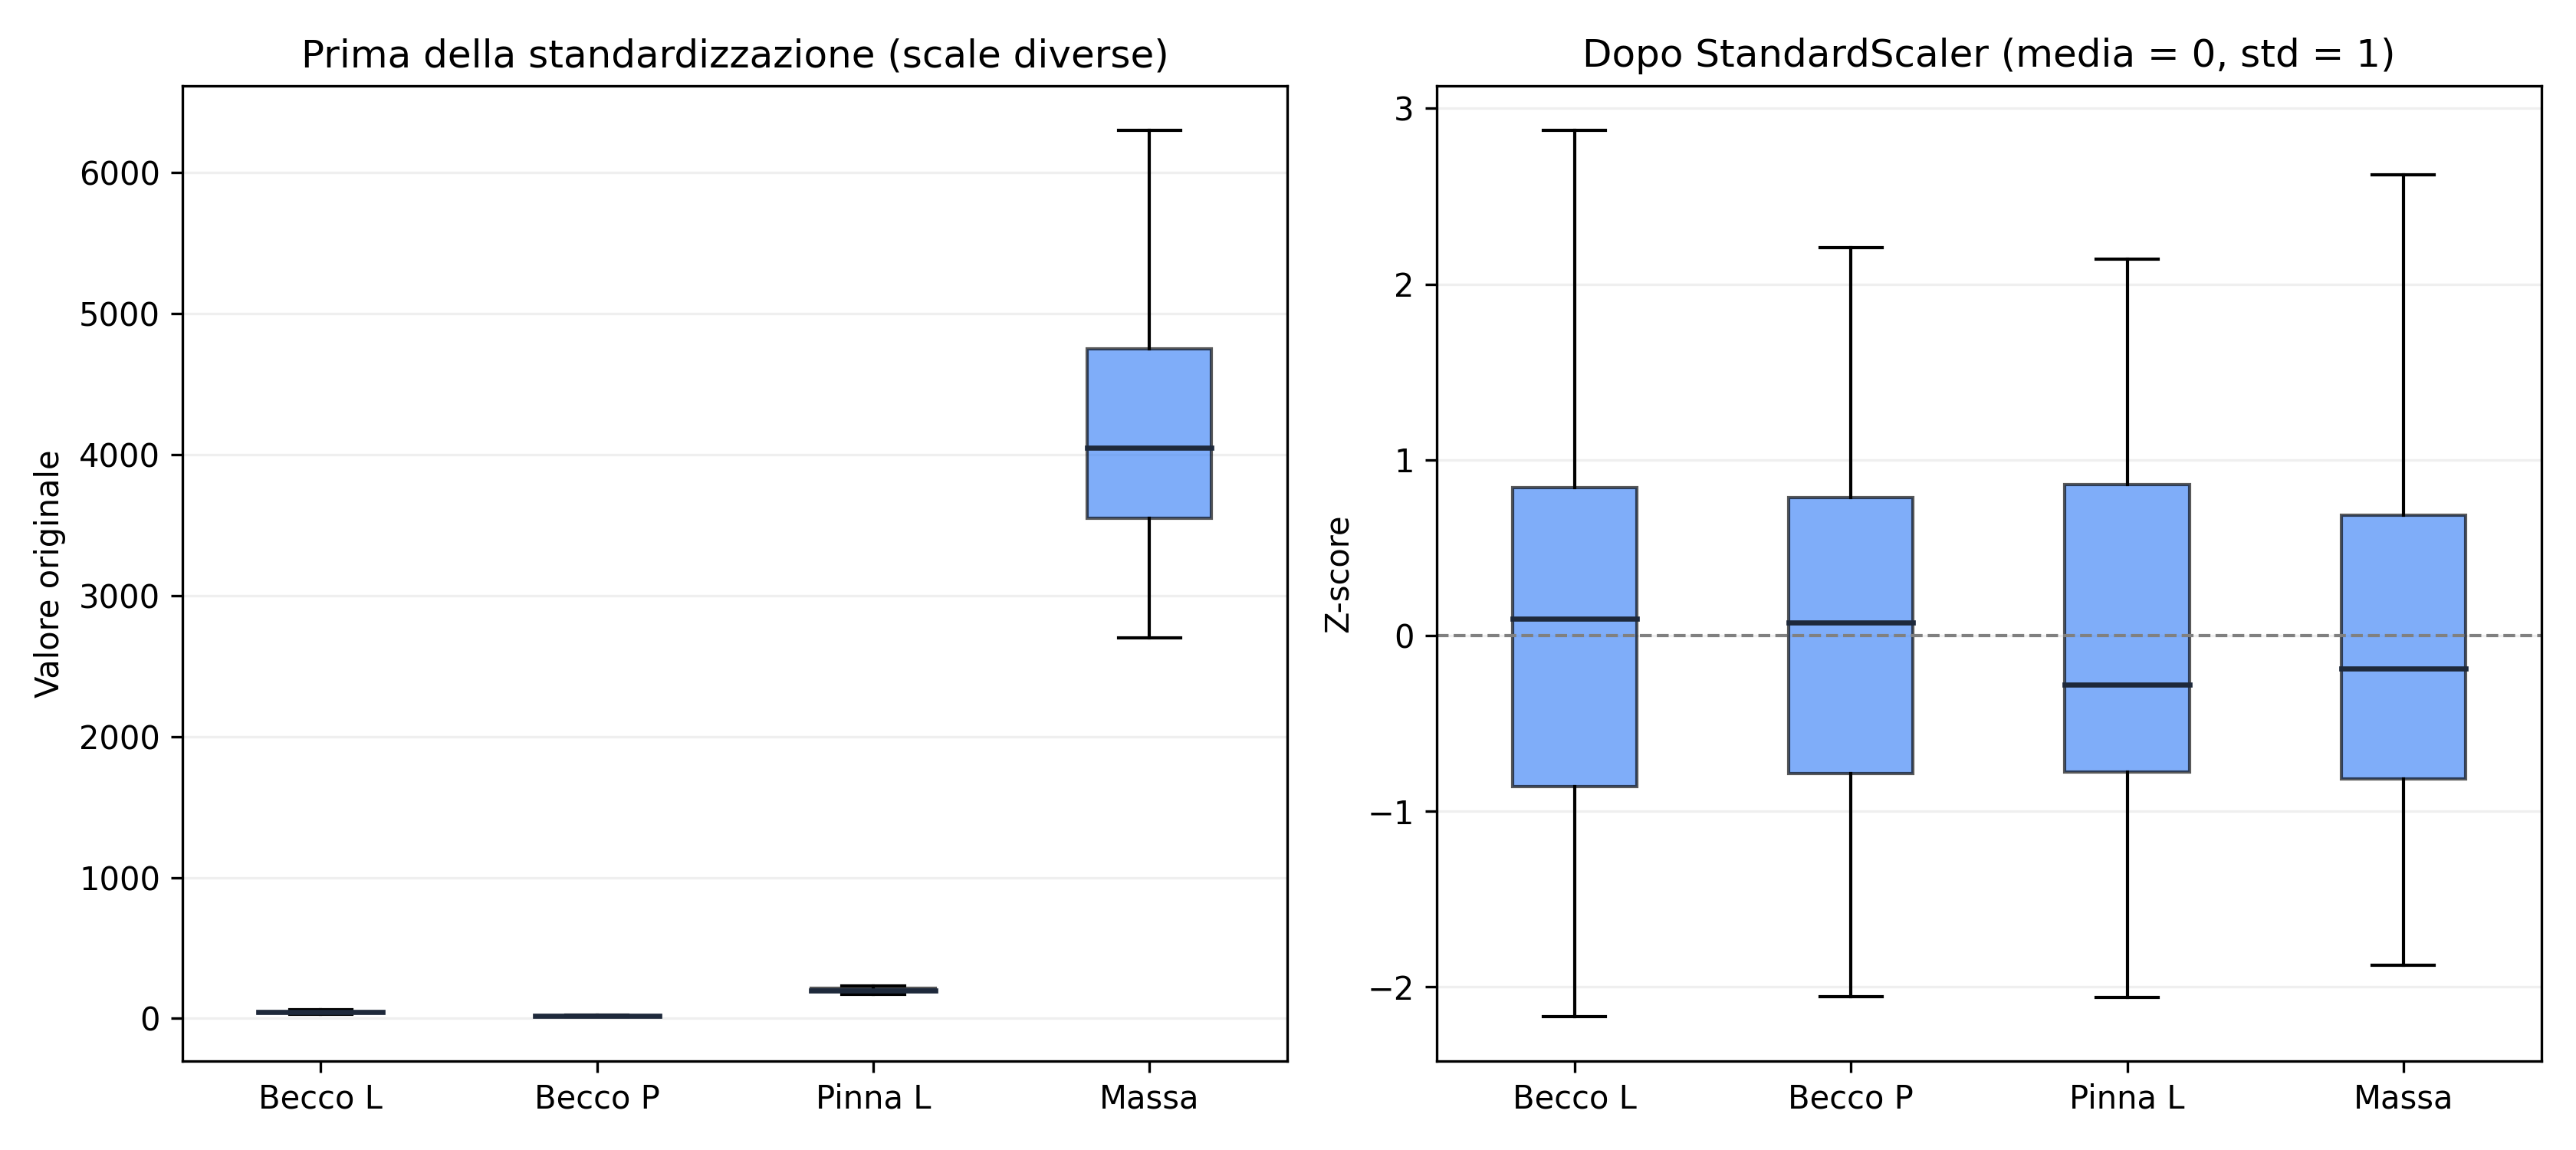 Prima della standardizzazione (scale diverse)
Valore originale
6000
5000
4000
3000
2000
1000
0
Becco L Becco P Pinna L Massa
Dopo StandardScaler (media = 0, std = 1)
Z-score
3
2
1
0
−1
−2
Becco L Becco P Pinna L Massa